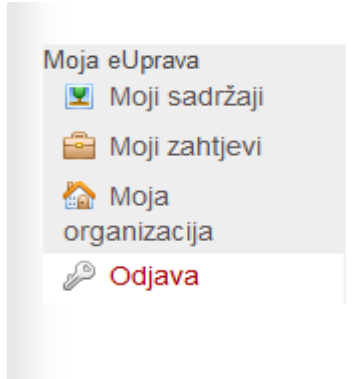 Moja eUprava
Moji sadržaji
Moji zahtjevi
Moja
organizacija
Odjava